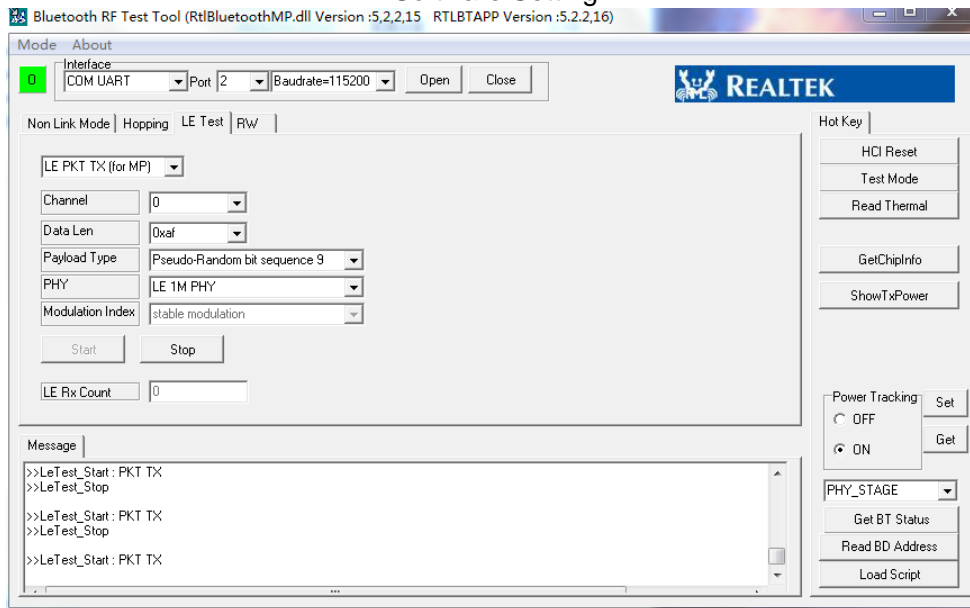 Bluetooth RF Test Tool (RtlBluetoothMP.dll Version :5,2,2,15 RTLBTAPP Version :5.2.2,16)
Mode About
Interface
0 COM UART Port 2 Baudrate=115200 Open Close
REALTEK
Non Link Mode Hopping LE Test RW
LE PKT TX (for MP)
Channel 0
Data Len 0xaf
Payload Type Pseudo-Random bit sequence 9
PHY LE 1M PHY
Modulation Index stable modulation
Start Stop
LE Rx Count 0
Hot Key
HCI Reset
Test Mode
Read Thermal
GetChipInfo
ShowTxPower
Power Tracking
OFF
ON
Set
Get
PHY_STAGE
Get BT Status
Read BD Address
Load Script
Message
>>LeTest_Start : PKT TX
>>LeTest_Stop
>>LeTest_Start : PKT TX
>>LeTest_Stop
>>LeTest_Start : PKT TX